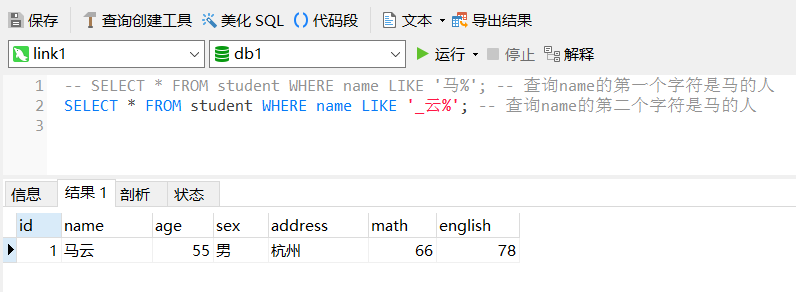 保存 查询创建工具 美化 SQL () 代码段 文本 导出结果
link1 db1 运行 停止 解释
1 -- SELECT * FROM student WHERE name LIKE '马%'; -- 查询name的第一个字符是马的人
2 SELECT * FROM student WHERE name LIKE '_云%'; -- 查询name的第二个字符是马的人
3
信息 结果 1 剖析 状态
id name age sex address math english
1 马云 55 男 杭州 66 78